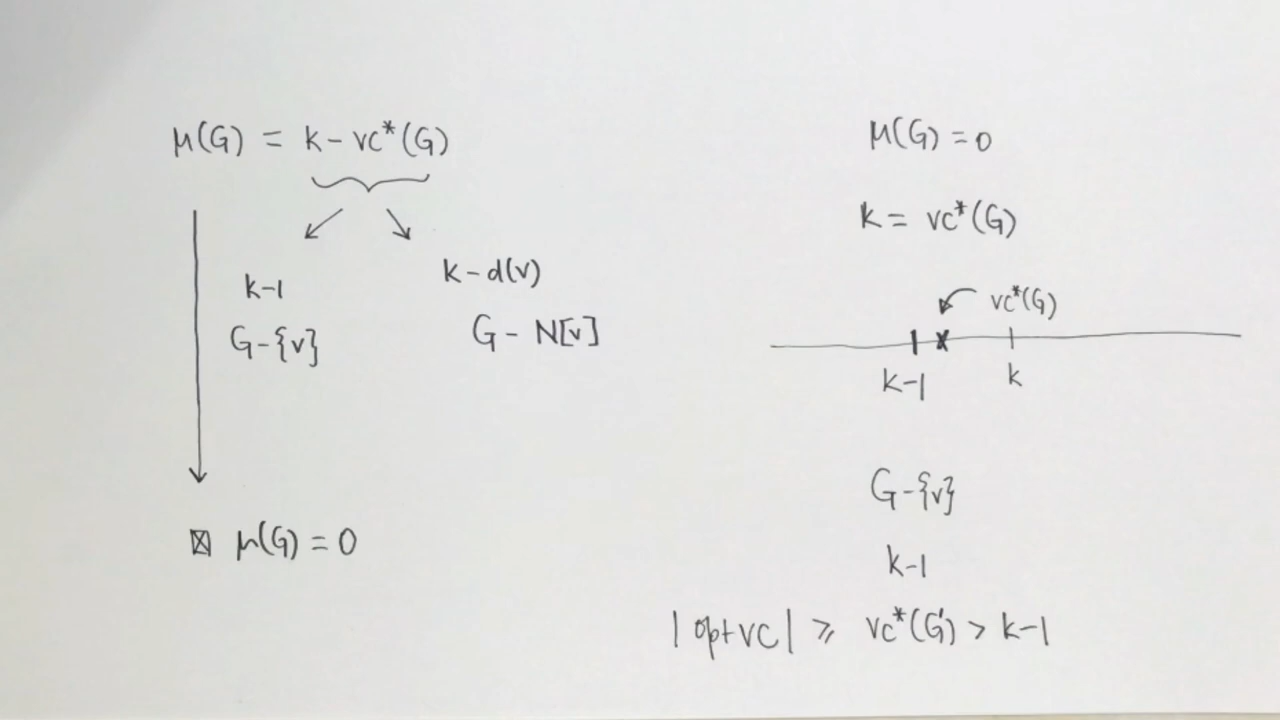 μ(G) = k - vc*(G)
k-1
G-{v}
k-d(v)
G - N[v]
μ(G) = 0
μ(G) = 0
k = vc*(G)
vc*(G)
k-1
k
G-{v}
k-1
|opt vc| ⩾ vc*(G') > k-1